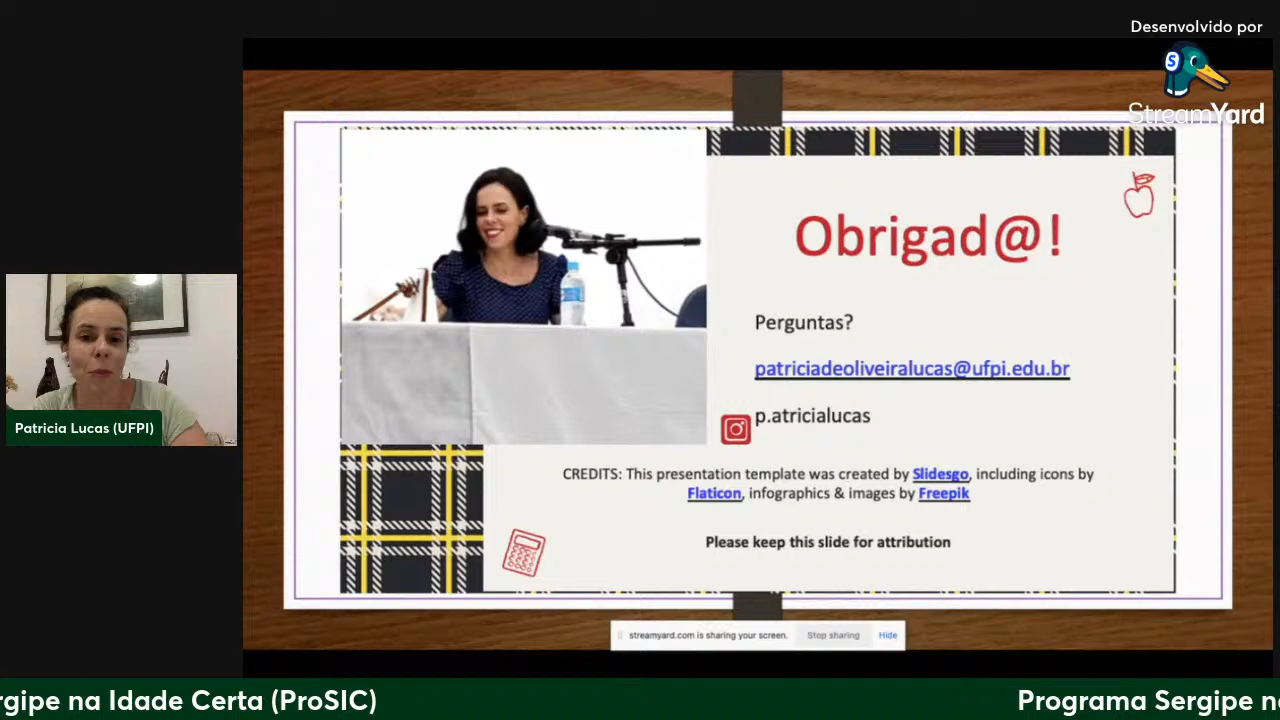 Desenvolvido por
StreamYard
Obrigad@!
Perguntas?
patriciadeoliveiralucas@ufpi.edu.br
p.atricialucas
CREDITS: This presentation template was created by Slidesgo, including icons by
Flaticon, infographics & images by Freepik
Please keep this slide for attribution
Patricia Lucas (UFPI)
streamyard.com is sharing your screen. Stop sharing Hide
rgipe na Idade Certa (ProSIC) Programa Sergipe n